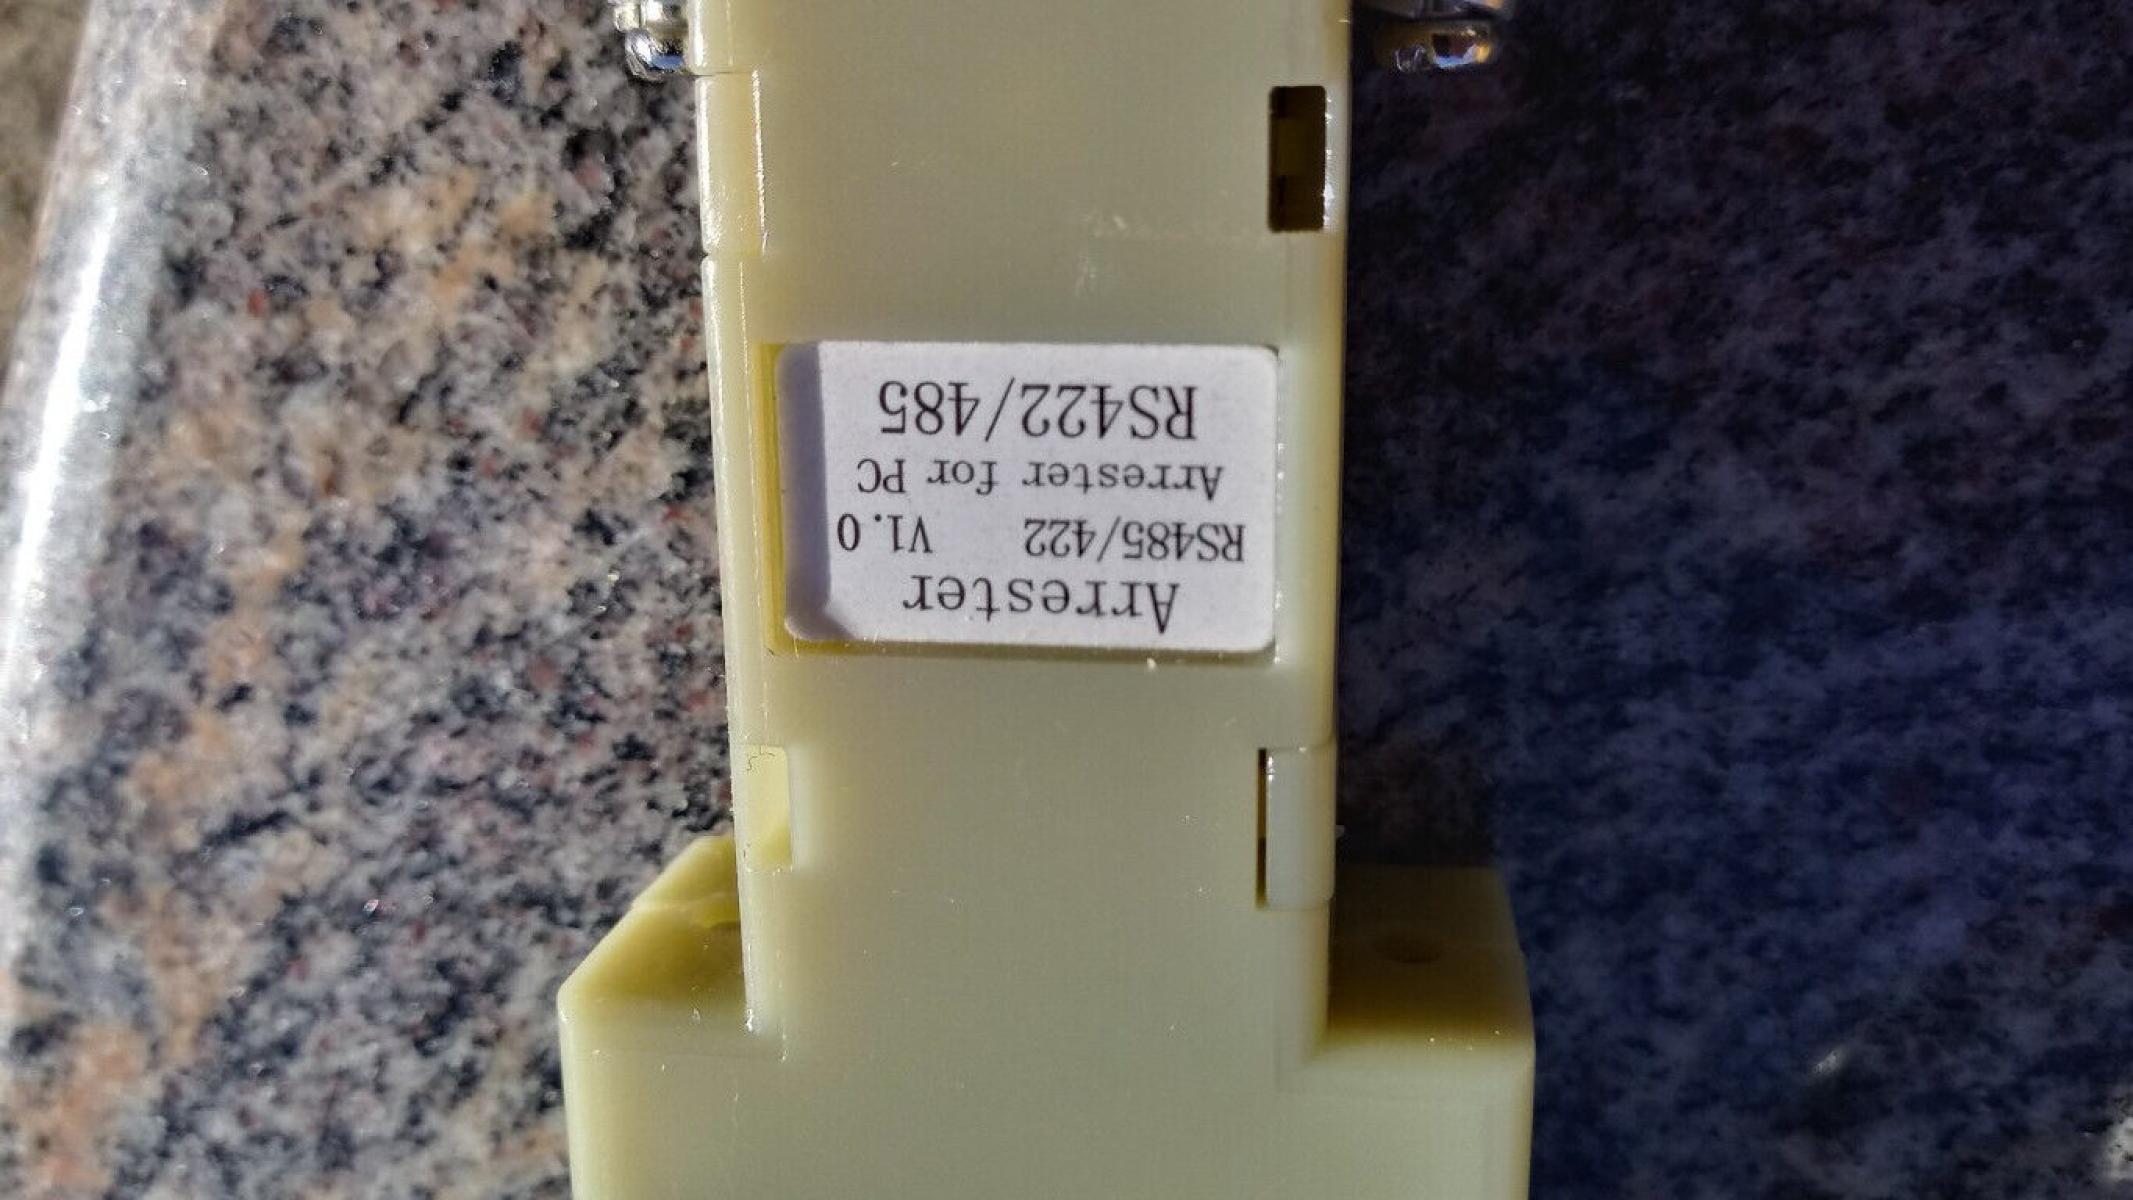 Arrester
RS485/422 V1.0
Arrester for PC
RS422/485